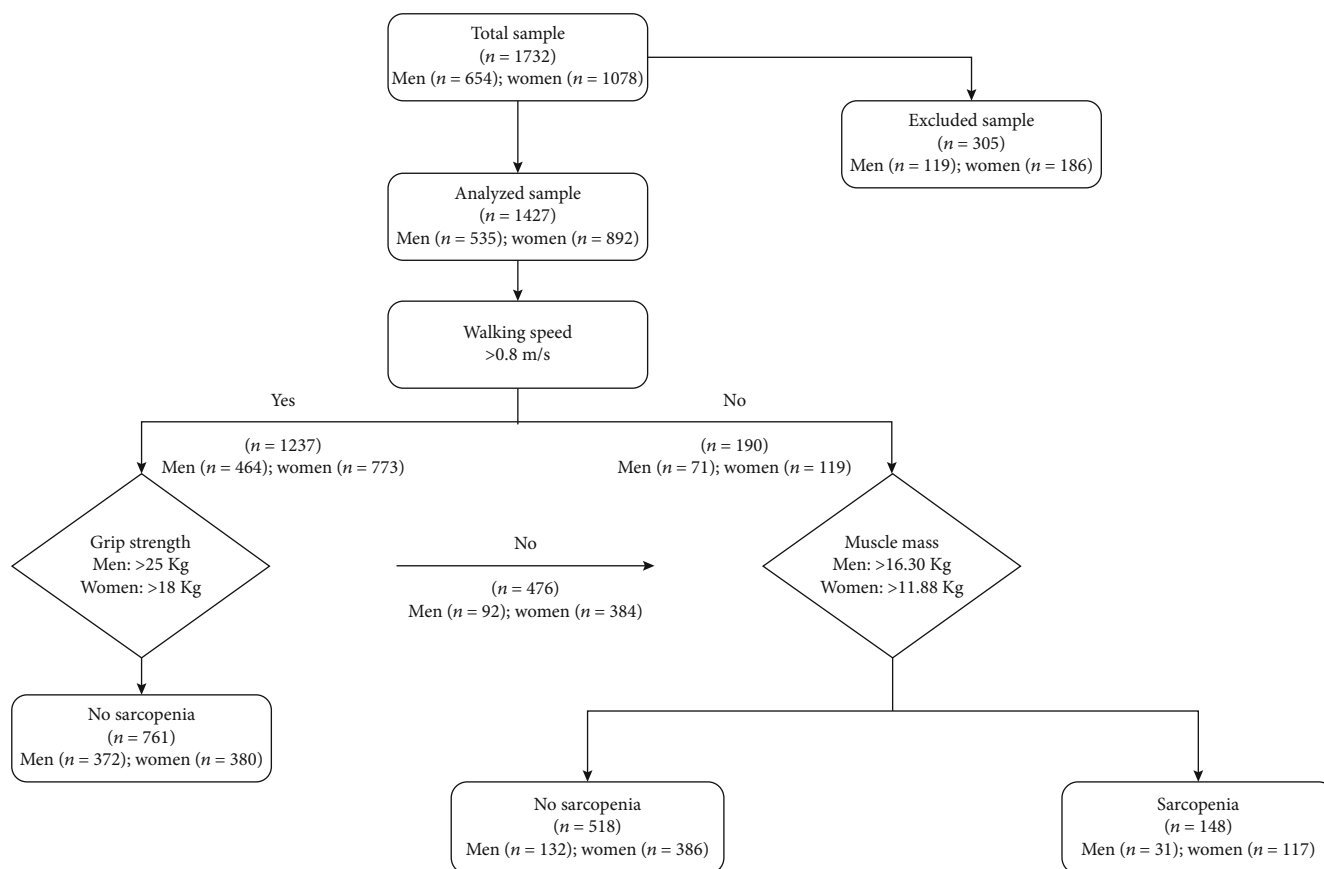 Total sample
(n = 1732)
Men (n = 654); women (n = 1078)
Excluded sample
(n = 305)
Men (n = 119); women (n = 186)
Analyzed sample
(n = 1427)
Men (n = 535); women (n = 892)
Walking speed
>0.8 m/s
Yes
No
(n = 1237)
Men (n = 464); women (n = 773)
(n = 190)
Men (n = 71); women (n = 119)
Grip strength
Men: >25 Kg
Women: >18 Kg
No
(n = 476)
Men (n = 92); women (n = 384)
Muscle mass
Men: >16.30 Kg
Women: >11.88 Kg
No sarcopenia
(n = 761)
Men (n = 372); women (n = 380)
No sarcopenia
(n = 518)
Men (n = 132); women (n = 386)
Sarcopenia
(n = 148)
Men (n = 31); women (n = 117)